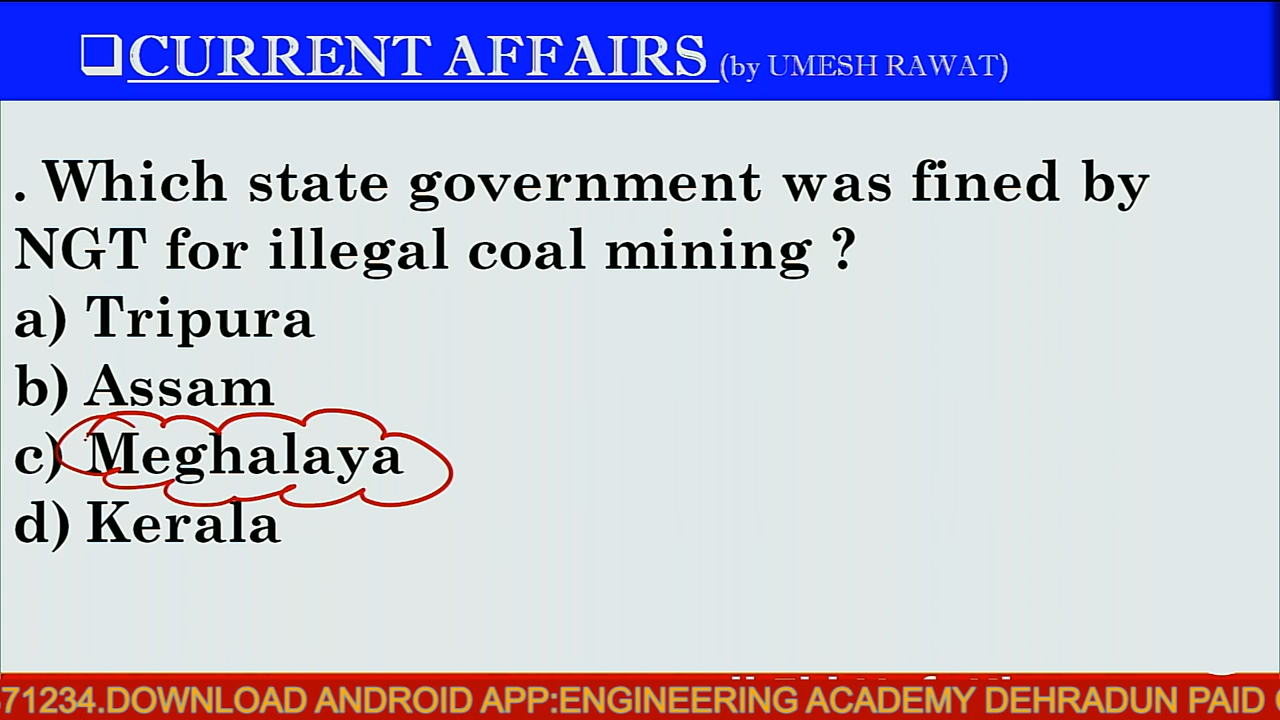 ❑CURRENT AFFAIRS (by UMESH RAWAT)
. Which state government was fined by
NGT for illegal coal mining ?
a) Tripura
b) Assam
c) Meghalaya
d) Kerala
71234.DOWNLOAD ANDROID APP:ENGINEERING ACADEMY DEHRADUN PAID